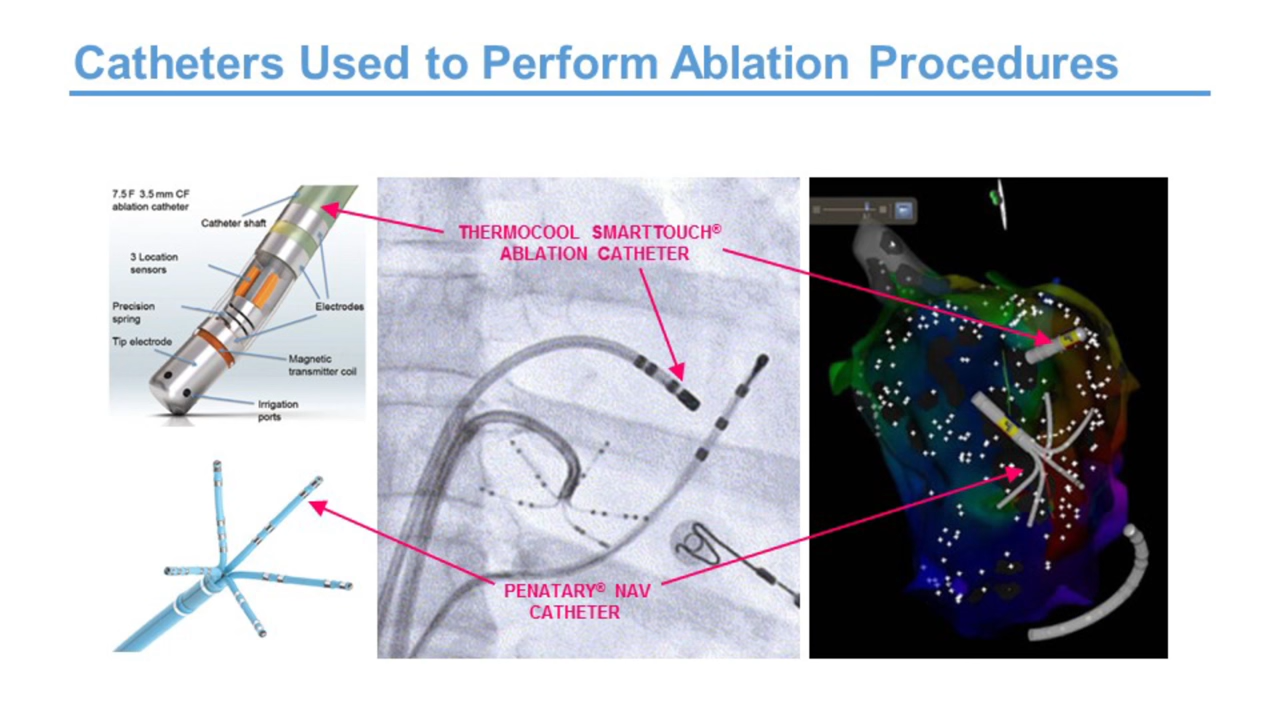 Catheters Used to Perform Ablation Procedures
7.5 F 3.5 mm CF
ablation catheter
Catheter shaft
3 Location
sensors
Precision
spring
Electrodes
Tip electrode
Magnetic
transmitter coil
Irrigation
ports
THERMOCOOL SMARTTOUCH®
ABLATION CATHETER
PENATARY® NAV
CATHETER